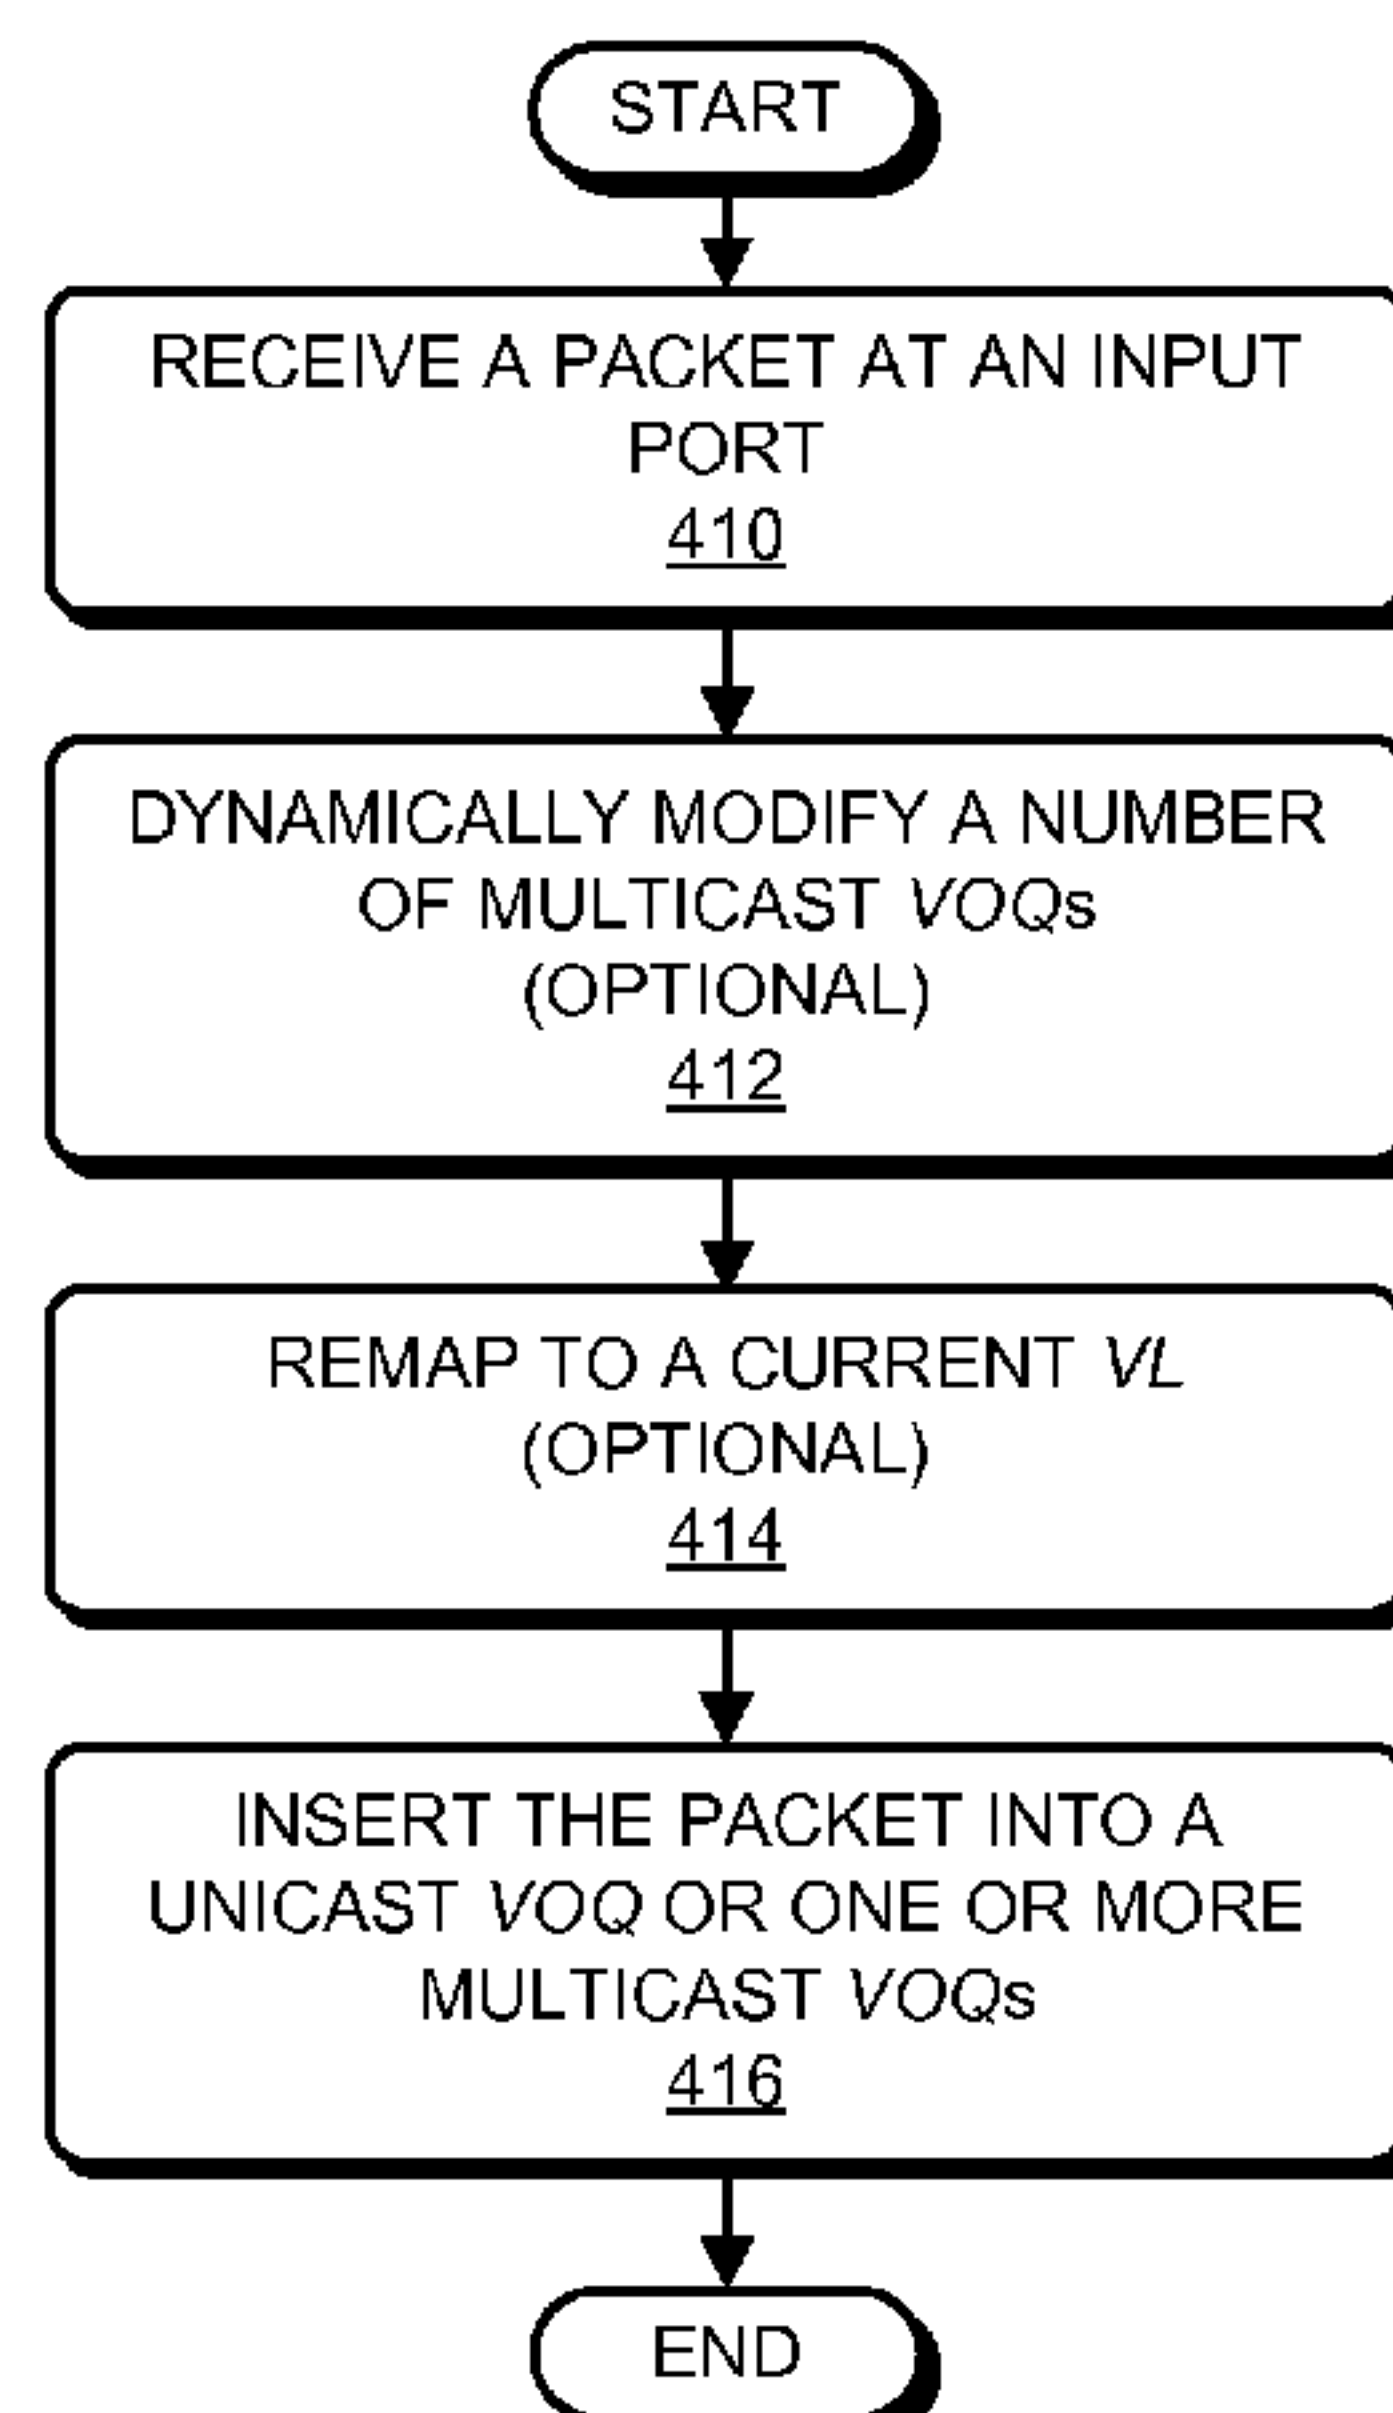 START
RECEIVE A PACKET AT AN INPUT
PORT
410
DYNAMICALLY MODIFY A NUMBER
OF MULTICAST VOQs
(OPTIONAL)
412
REMAP TO A CURRENT VL
(OPTIONAL)
414
INSERT THE PACKET INTO A
UNICAST VOQ OR ONE OR MORE
MULTICAST VOQs
416
END